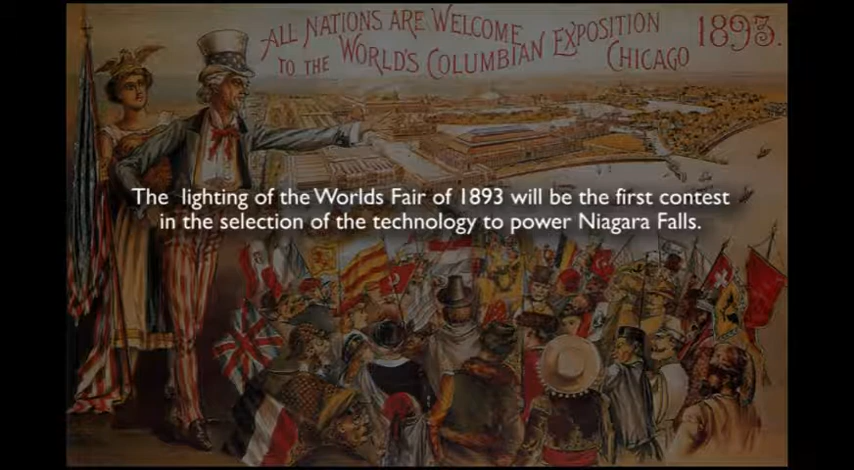 ALL NATIONS ARE WELCOME
TO THE WORLD'S COLUMBIAN EXPOSITION
CHICAGO
1893.
The lighting of the Worlds Fair of 1893 will be the first contest
in the selection of the technology to power Niagara Falls.